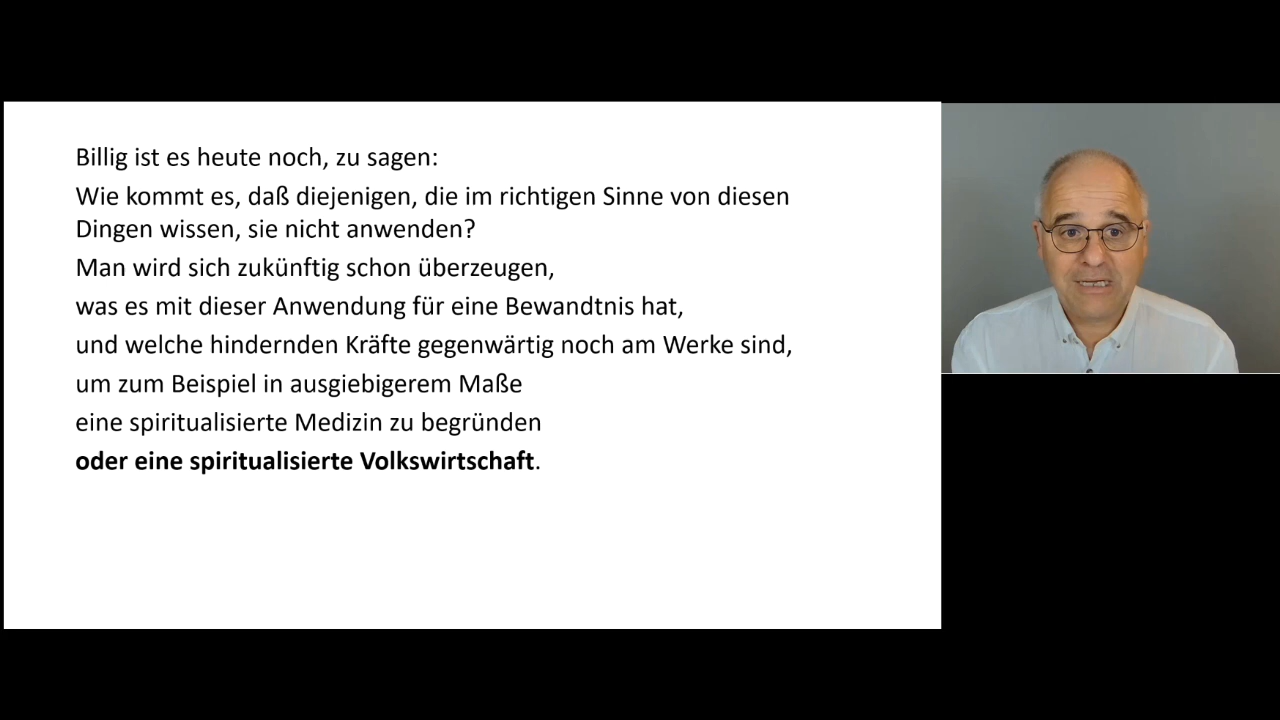 Billig ist es heute noch, zu sagen:
Wie kommt es, daß diejenigen, die im richtigen Sinne von diesen
Dingen wissen, sie nicht anwenden?
Man wird sich zukünftig schon überzeugen,
was es mit dieser Anwendung für eine Bewandtnis hat,
und welche hindernden Kräfte gegenwärtig noch am Werke sind,
um zum Beispiel in ausgiebigerem Maße
eine spiritualisierte Medizin zu begründen
oder eine spiritualisierte Volkswirtschaft.